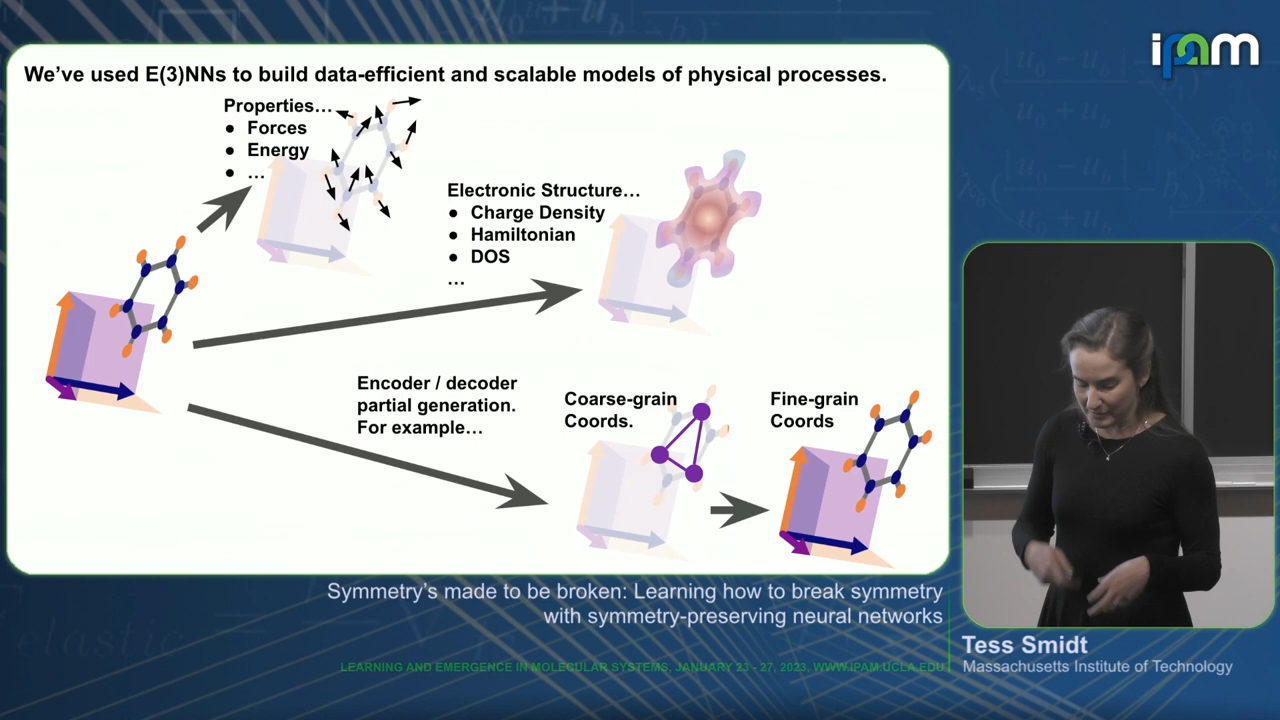 ipam
We've used E(3)NNs to build data-efficient and scalable models of physical processes.
Properties…
● Forces
● Energy
● …
Electronic Structure…
● Charge Density
● Hamiltonian
● DOS
…
Encoder / decoder
partial generation.
For example…
Coarse-grain
Coords.
Fine-grain
Coords
Symmetry's made to be broken: Learning how to break symmetry
with symmetry-preserving neural networks
Tess Smidt
Massachusetts Institute of Technology
LEARNING AND EMERGENCE IN MOLECULAR SYSTEMS, JANUARY 23 - 27, 2023, WWW.IPAM.UCLA.EDU
elastic